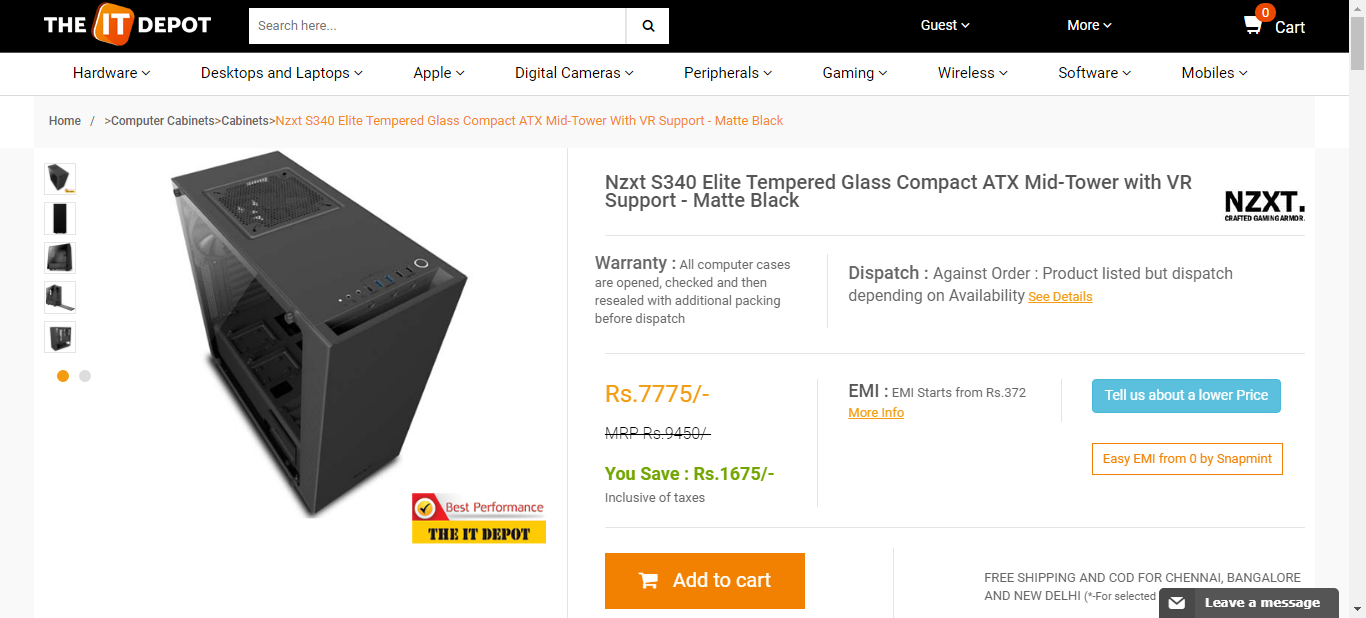 THE IT DEPOT
Search here...
Guest
More
0
Cart
Hardware
Desktops and Laptops
Apple
Digital Cameras
Peripherals
Gaming
Wireless
Software
Mobiles
Home / >Computer Cabinets>Cabinets>Nzxt S340 Elite Tempered Glass Compact ATX Mid-Tower With VR Support - Matte Black
Nzxt S340 Elite Tempered Glass Compact ATX Mid-Tower with VR
Support - Matte Black
NZXT.
CRAFTED GAMING ARMOR.
Warranty : All computer cases
are opened, checked and then
resealed with additional packing
before dispatch
Dispatch : Against Order : Product listed but dispatch
depending on Availability See Details
Rs.7775/-
MRP Rs.9450/-
You Save : Rs.1675/-
Inclusive of taxes
EMI : EMI Starts from Rs.372
More Info
Tell us about a lower Price
Easy EMI from 0 by Snapmint
Best Performance
THE IT DEPOT
Add to cart
FREE SHIPPING AND COD FOR CHENNAI, BANGALORE
AND NEW DELHI (*-For selected
Leave a message